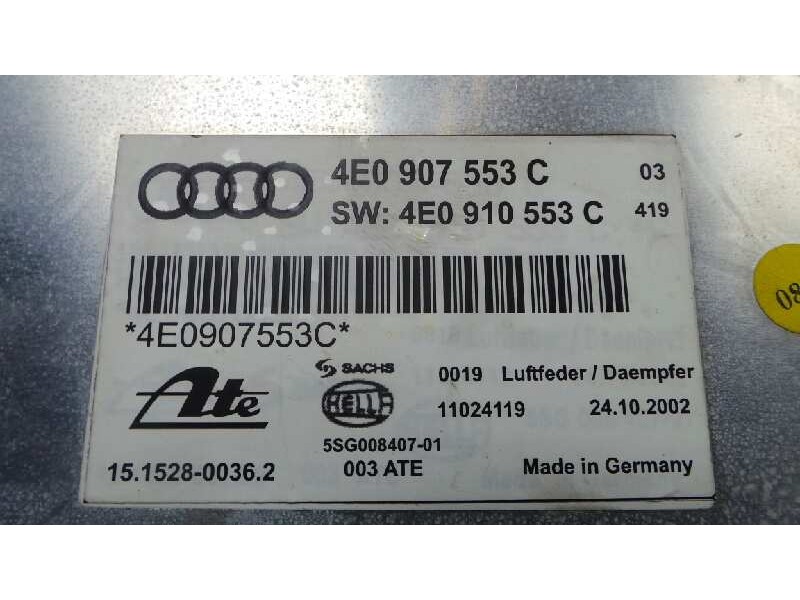 4E0 907 553 C 03
SW: 4E0 910 553 C 419
*4E0907553C*
SACHS 0019 Luftfeder / Daempfer
Ate HELLA 11024119 24.10.2002
5SG008407-01
15.1528-0036.2 003 ATE Made in Germany
08